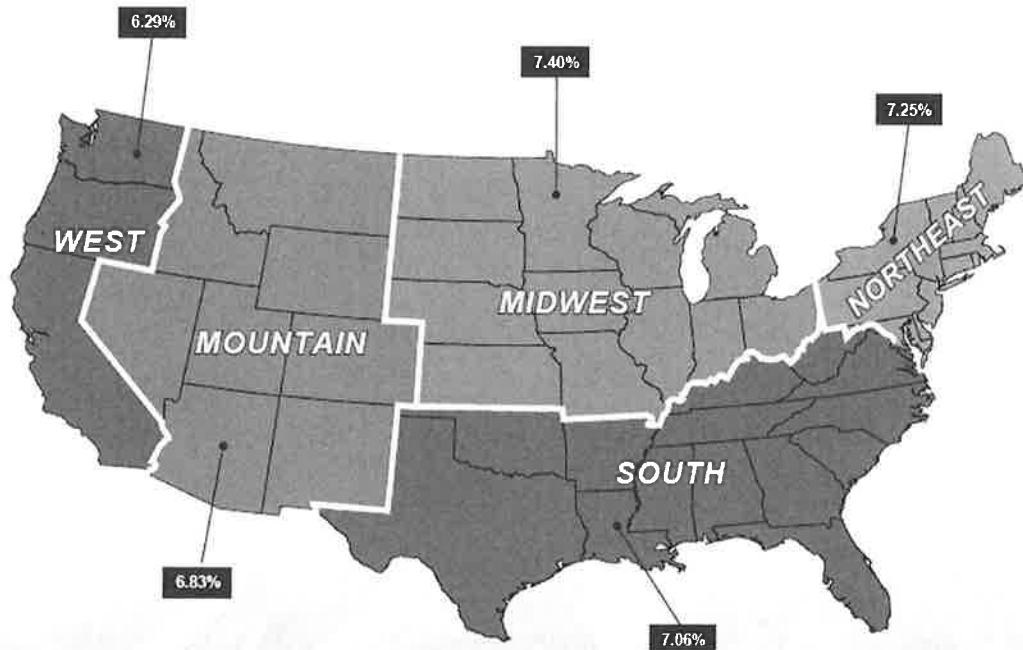 6.29%
7.40%
7.25%
WEST
MOUNTAIN
MIDWEST
NORTHEAST
SOUTH
6.83%
7.06%